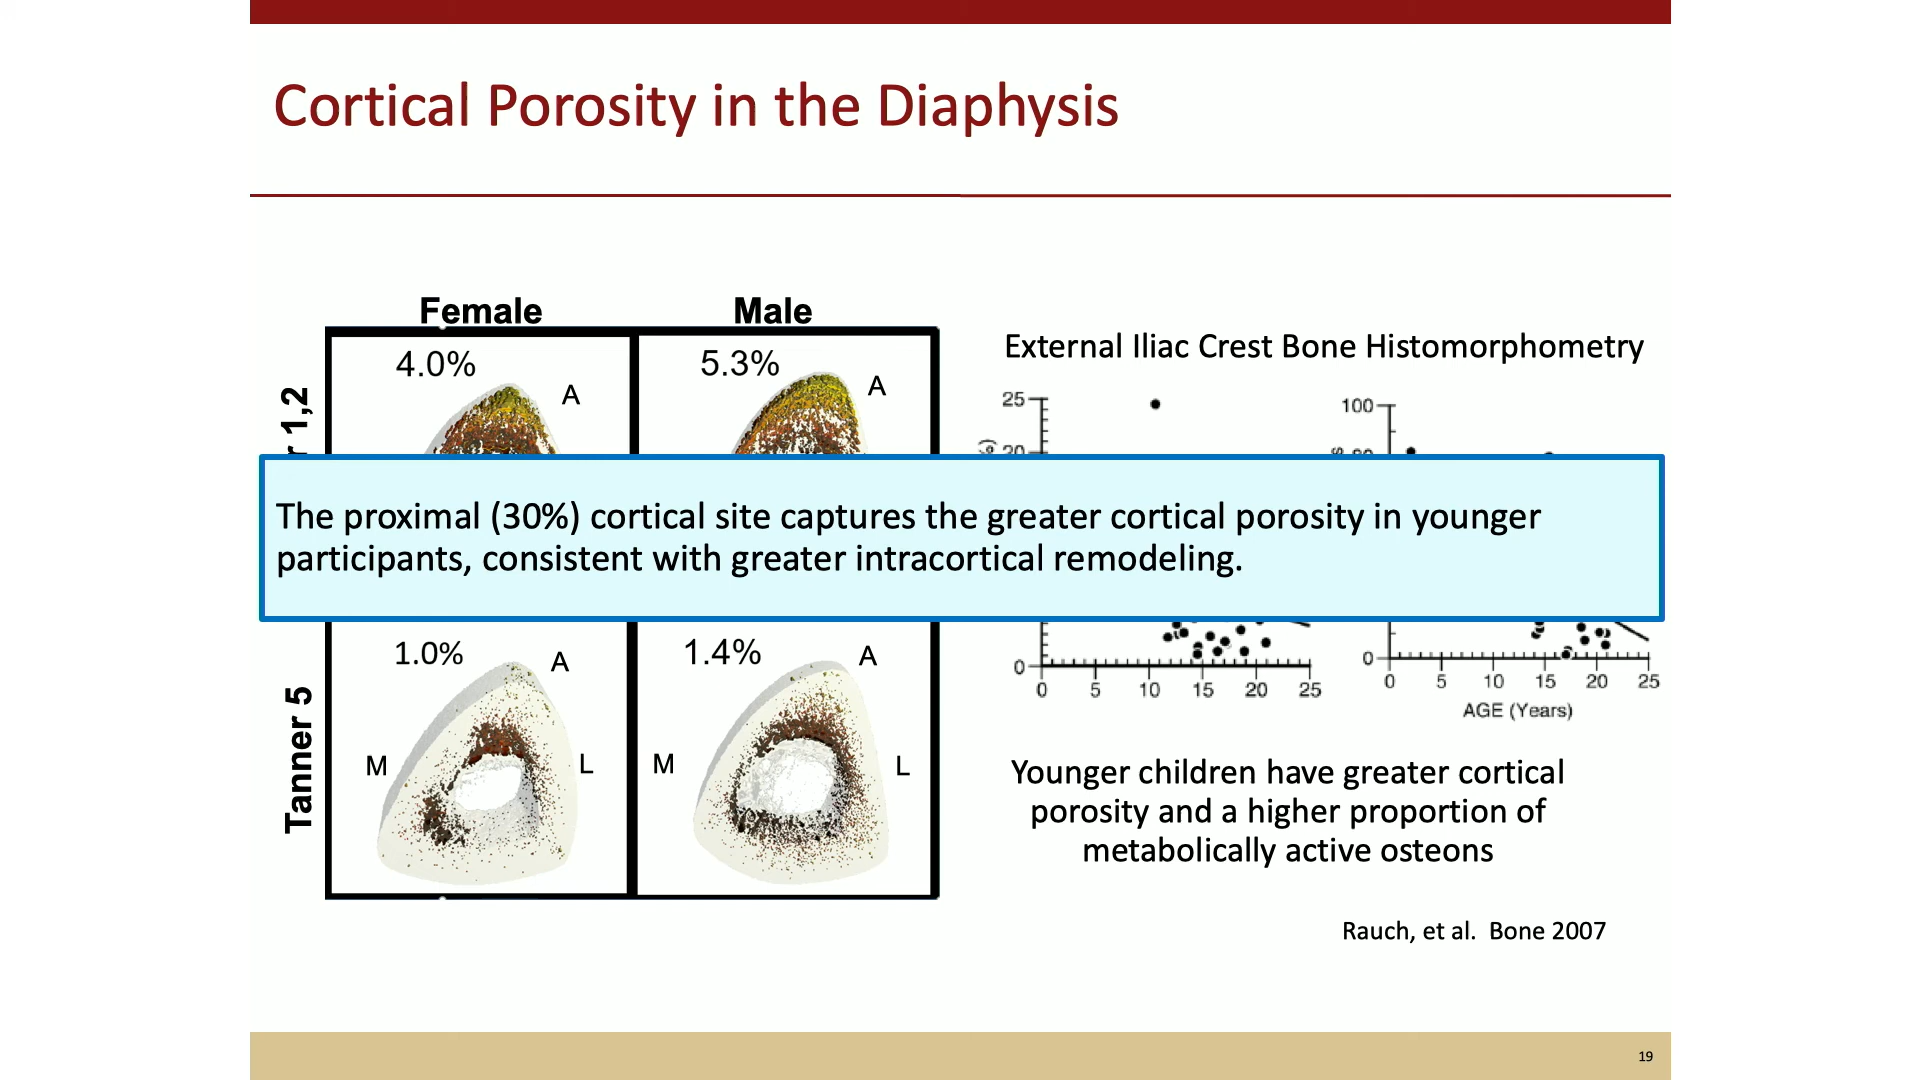 Cortical Porosity in the Diaphysis
Female
Male
4.0%
A
5.3%
A
r 1,2
External Iliac Crest Bone Histomorphometry
25
20
100
80
The proximal (30%) cortical site captures the greater cortical porosity in younger
participants, consistent with greater intracortical remodeling.
1.0%
A
M
L
1.4%
A
M
L
Tanner 5
0
0 5 10 15 20 25
0
0 5 10 15 20 25
AGE (Years)
Younger children have greater cortical
porosity and a higher proportion of
metabolically active osteons
Rauch, et al. Bone 2007
19